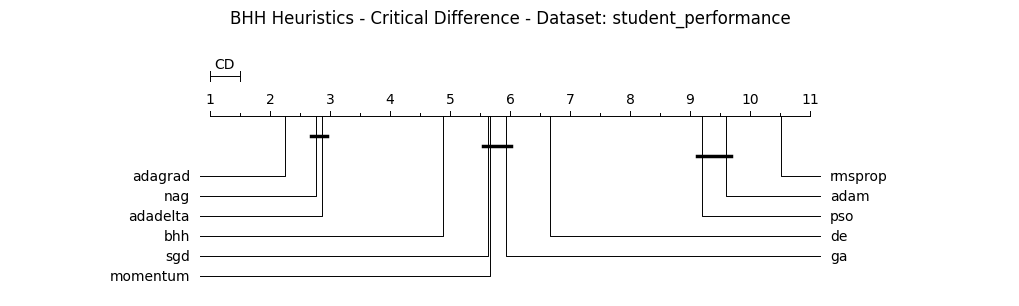 BHH Heuristics - Critical Difference - Dataset: student_performance
CD
1 2 3 4 5 6 7 8 9 10 11
adagrad rmsprop
nag adam
adadelta pso
bhh de
sgd ga
momentum